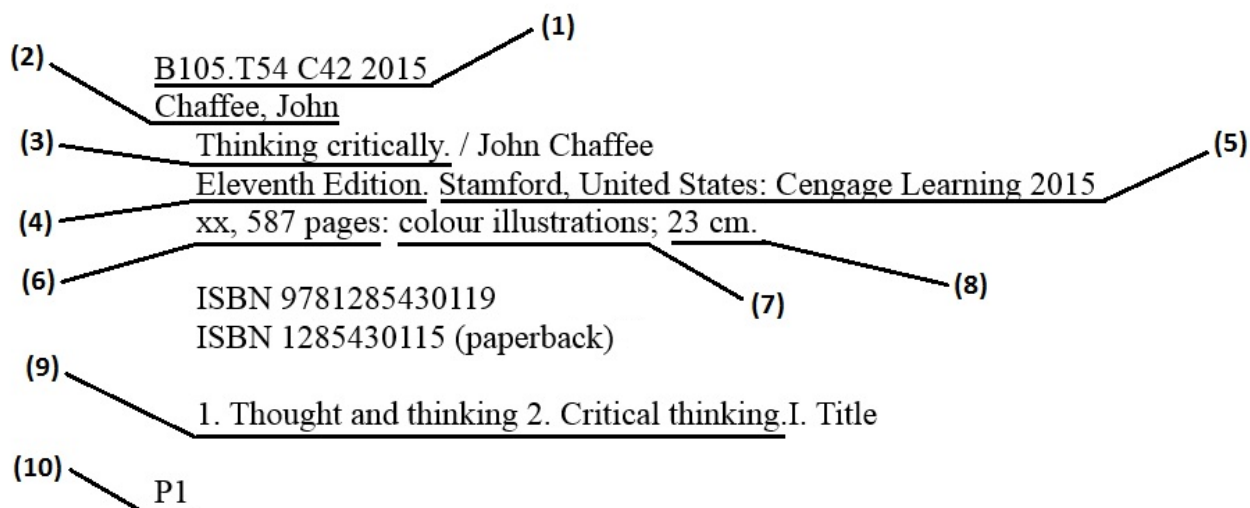 (1)
(2)
B105.T54 C42 2015
Chaffee, John
(3)
Thinking critically. / John Chaffee
(5)
Eleventh Edition. Stamford, United States: Cengage Learning 2015
(4)
xx, 587 pages: colour illustrations; 23 cm.
(6)
(7)
(8)
ISBN 9781285430119
ISBN 1285430115 (paperback)
(9)
1. Thought and thinking 2. Critical thinking.I. Title
(10)
P1